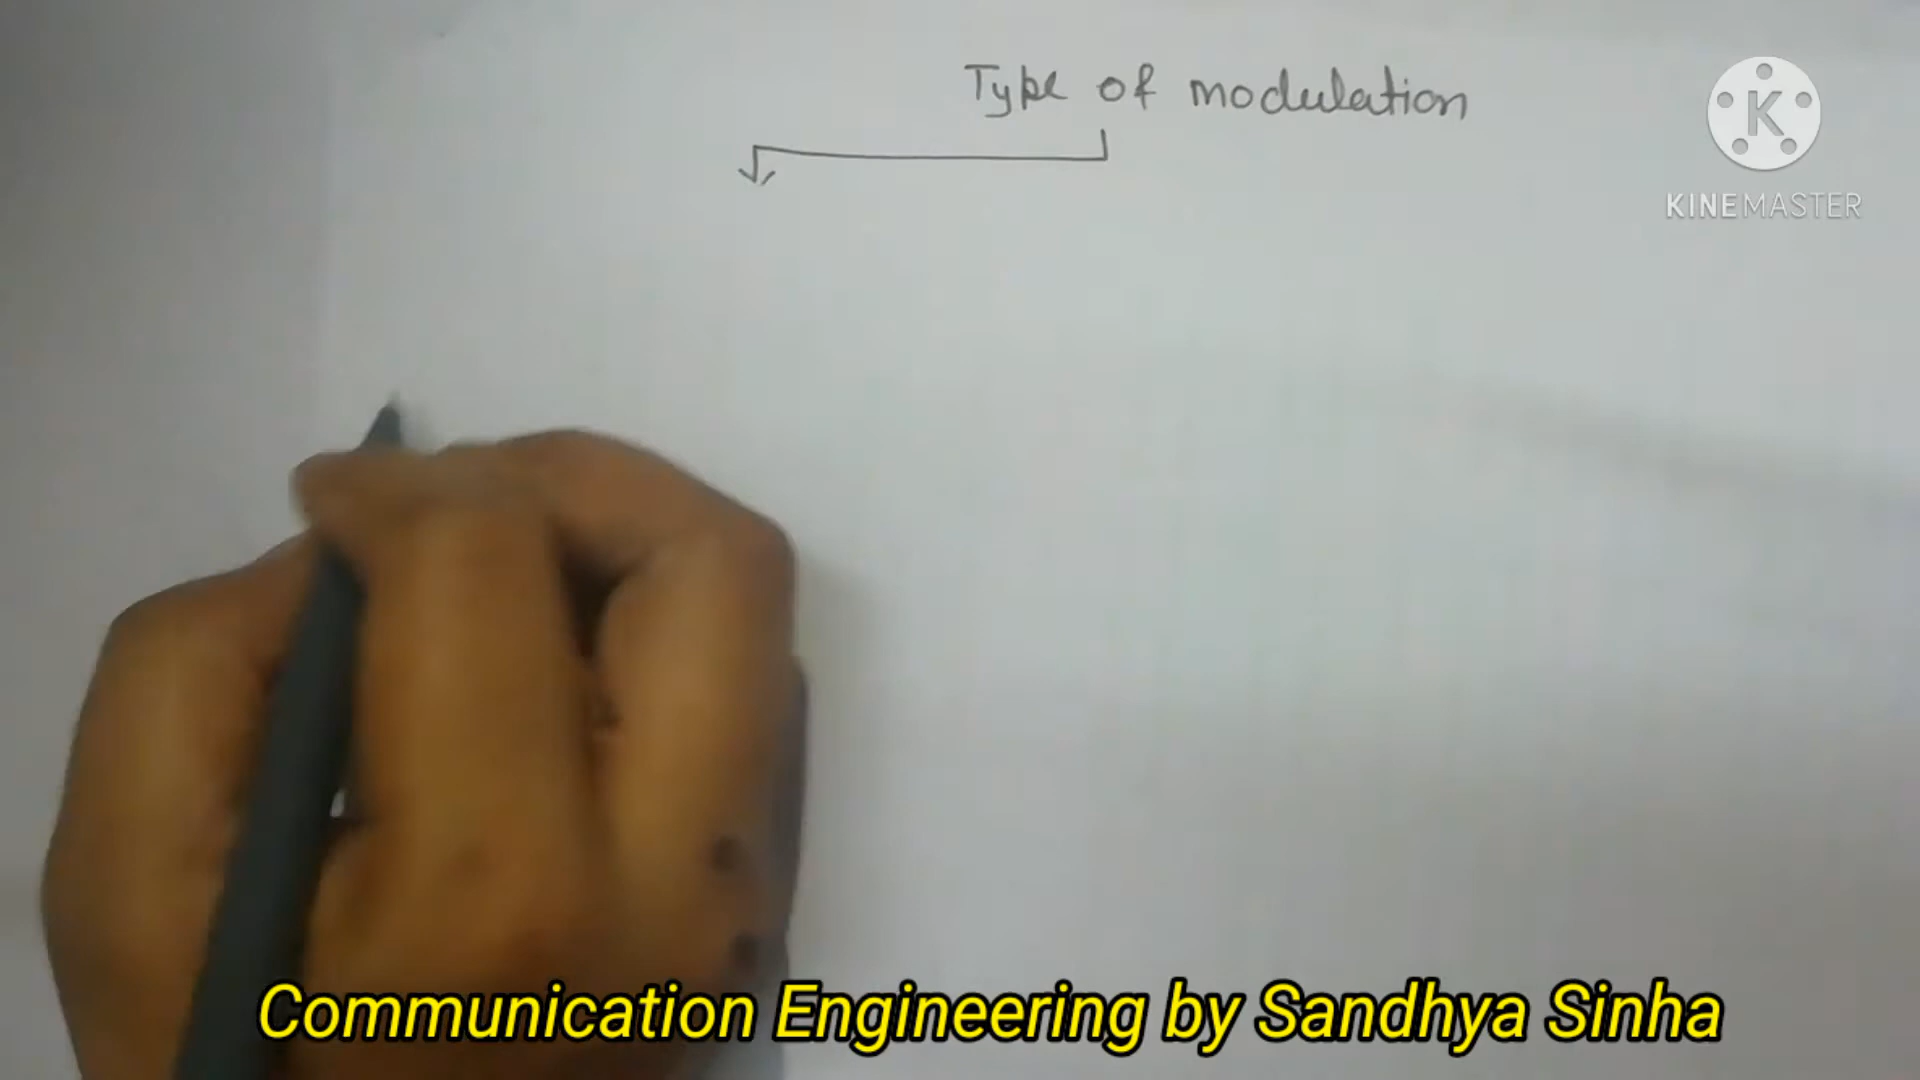 Type of modulation
K
KINEMASTER
Communication Engineering by Sandhya Sinha